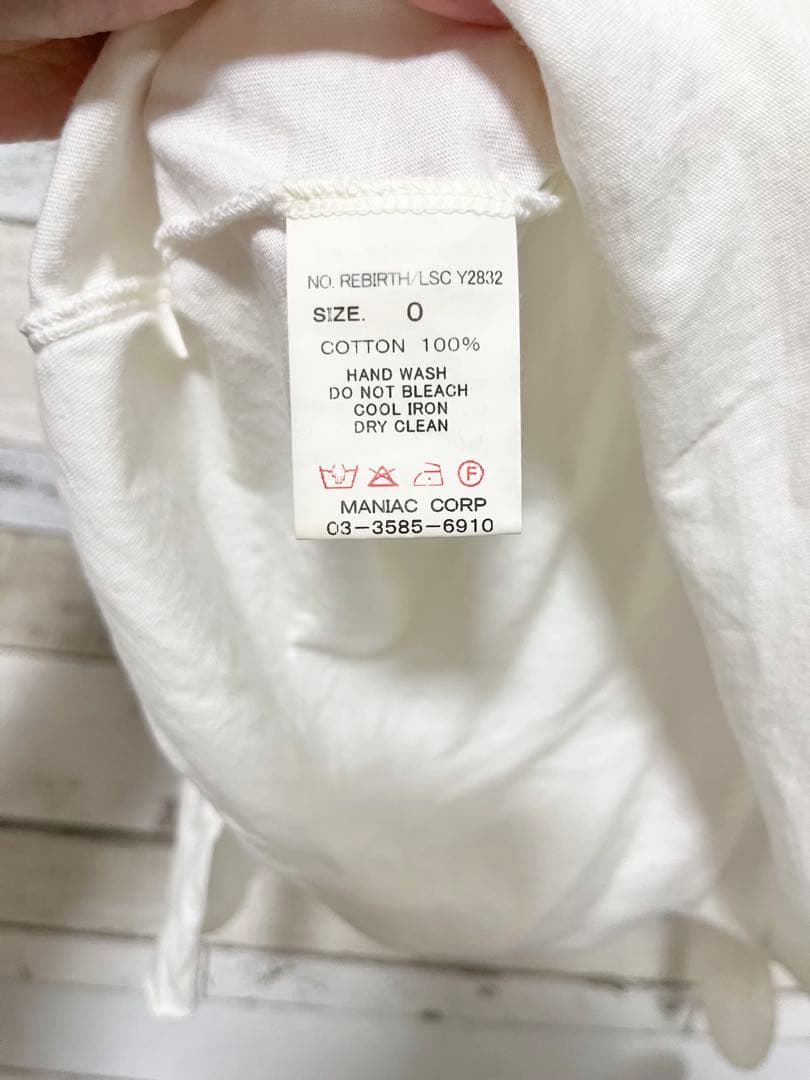 NO. REBIRTH/LSC Y2832
SIZE. 0
COTTON 100%
HAND WASH
DO NOT BLEACH
COOL IRON
DRY CLEAN
F
MANIAC CORP
03-3585-6910